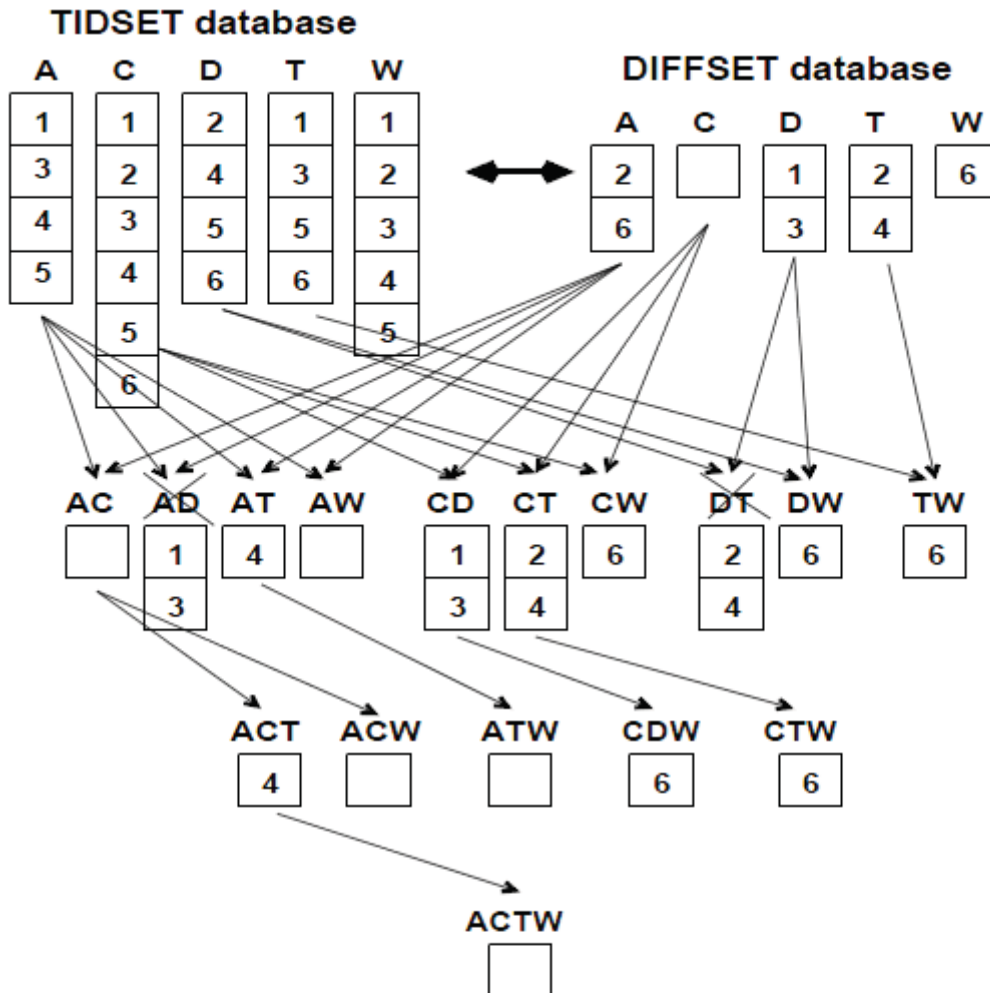 TIDSET database
DIFFSET database
A C D T W
1 1 2 1 1
3 2 4 3 2
4 3 5 5 3
5 4 6 6 4
5 5
6
A C D T W
2 1 2 6
6 3 4
AC AD AT AW CD CT CW DT DW TW
1 4 1 2 6 2 6 6
3 3 4 4
ACT ACW ATW CDW CTW
4 6 6
ACTW